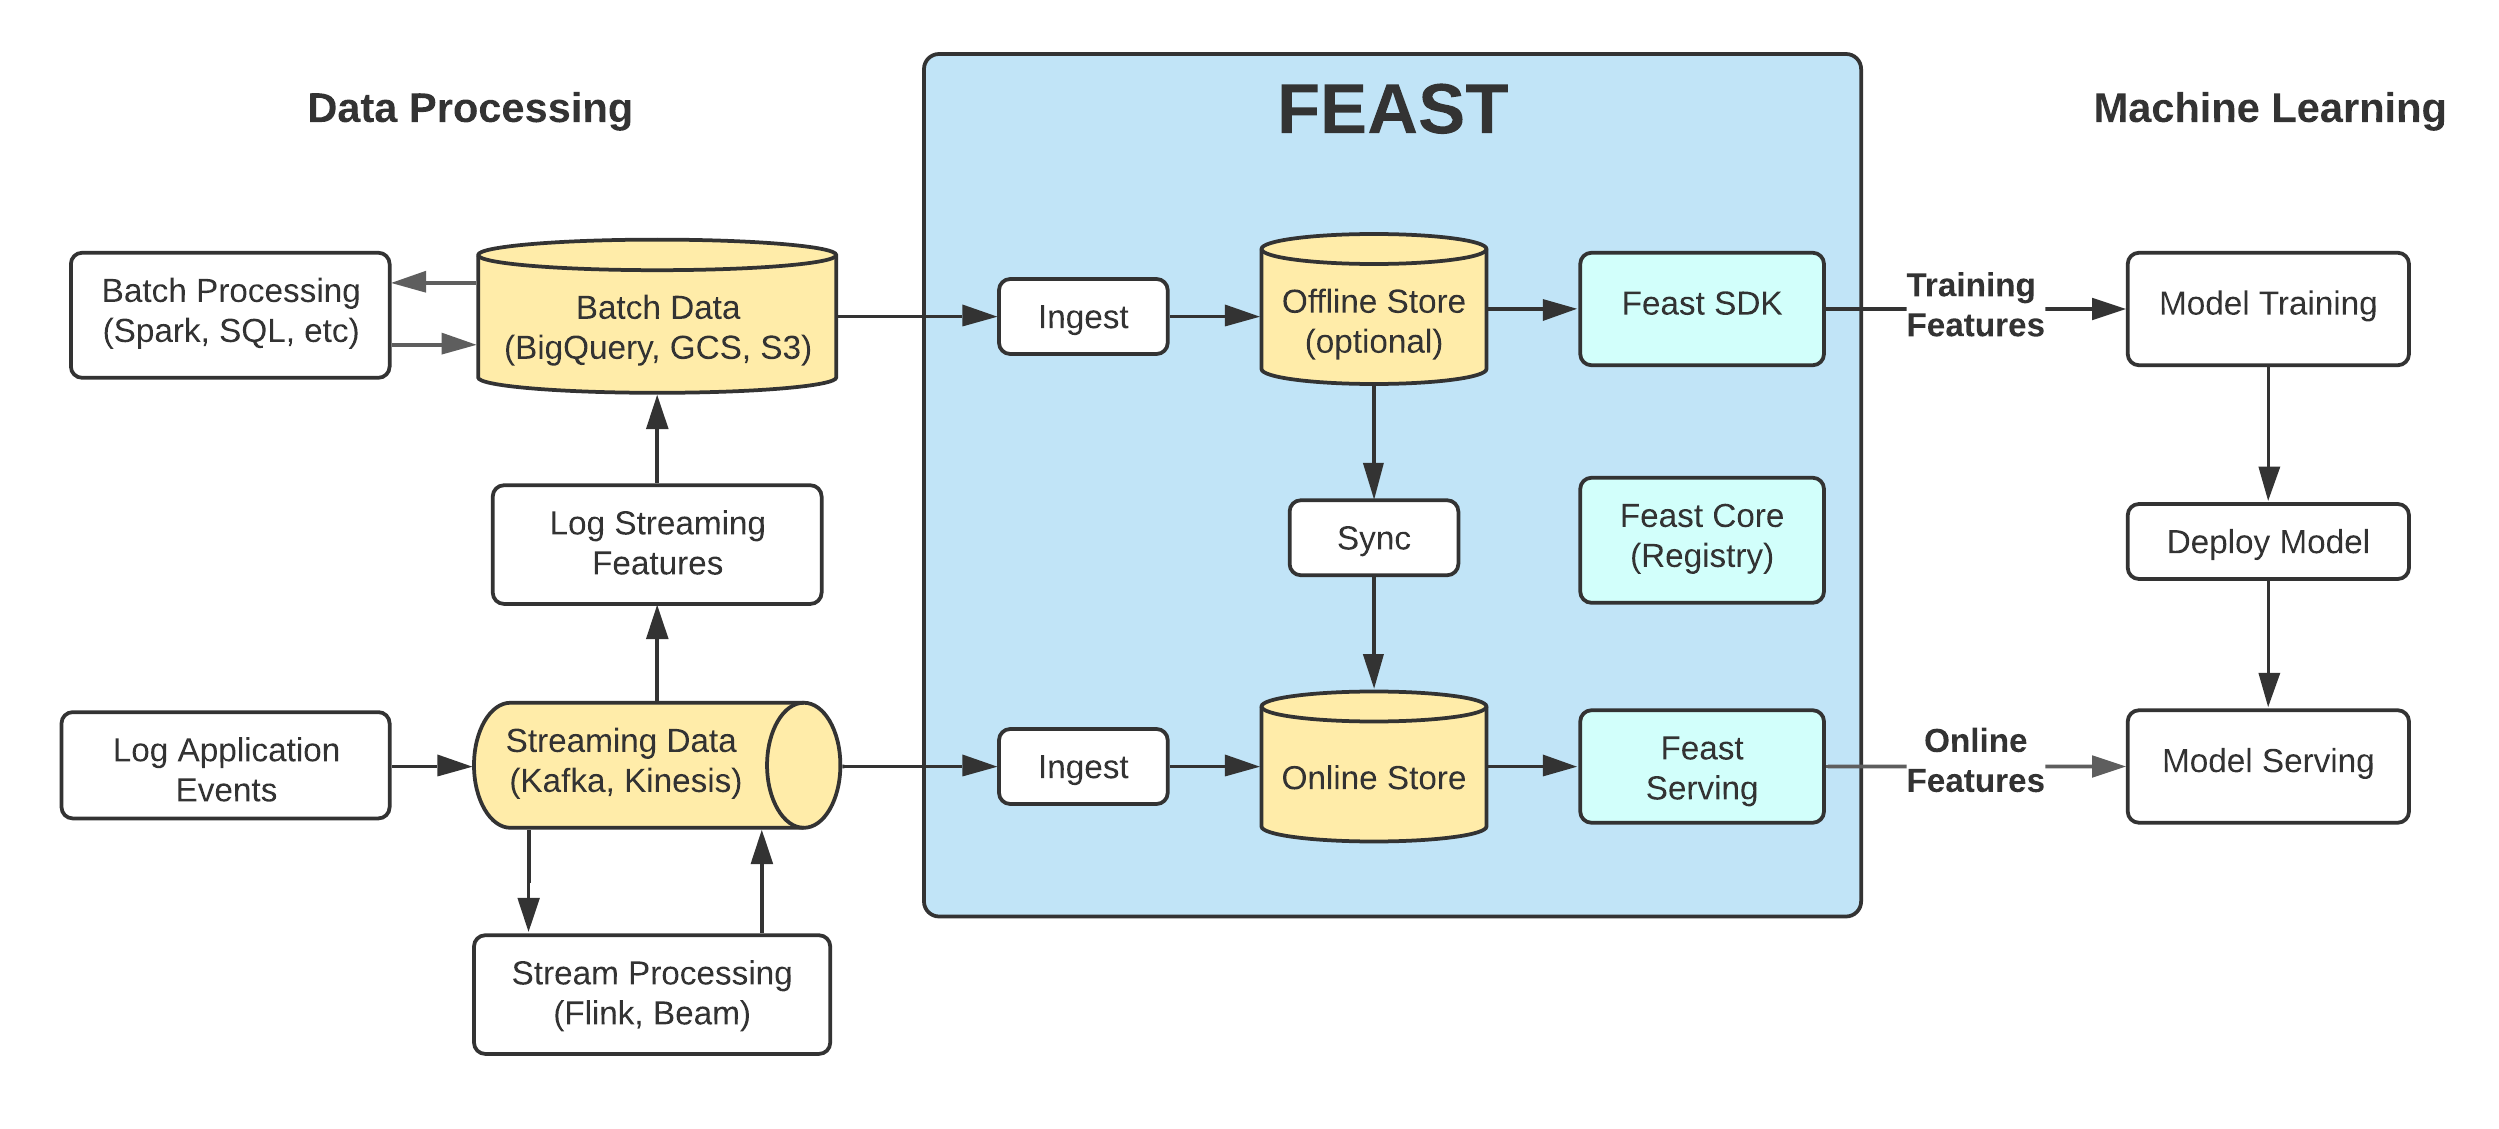 Data Processing
FEAST
Machine Learning
Batch Processing
(Spark, SQL, etc)
Batch Data
(BigQuery, GCS, S3)
Ingest
Offline Store
(optional)
Feast SDK
Training
Features
Model Training
Log Streaming
Features
Sync
Feast Core
(Registry)
Deploy Model
Log Application
Events
Streaming Data
(Kafka, Kinesis)
Ingest
Online Store
Feast
Serving
Online
Features
Model Serving
Stream Processing
(Flink, Beam)